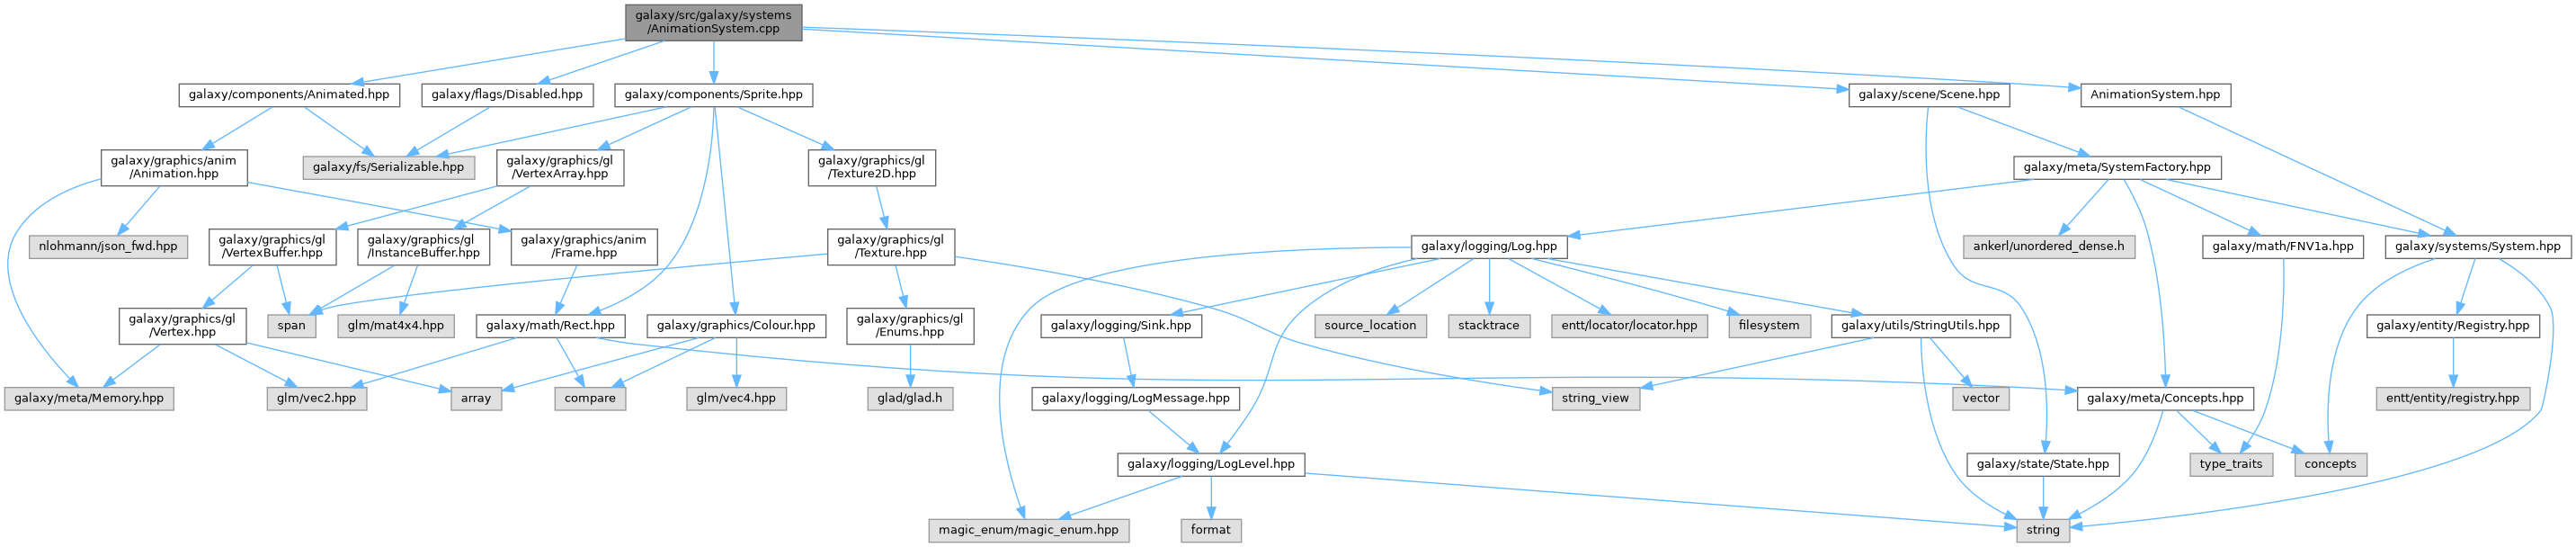 galaxy/src/galaxy/systems
/AnimationSystem.cpp
galaxy/components/Animated.hpp
galaxy/flags/Disabled.hpp
galaxy/components/Sprite.hpp
galaxy/scene/Scene.hpp
AnimationSystem.hpp
galaxy/graphics/anim
/Animation.hpp
galaxy/fs/Serializable.hpp
galaxy/graphics/gl
/VertexArray.hpp
galaxy/graphics/gl
/Texture2D.hpp
galaxy/meta/SystemFactory.hpp
nlohmann/json_fwd.hpp
galaxy/graphics/gl
/VertexBuffer.hpp
galaxy/graphics/gl
/InstanceBuffer.hpp
galaxy/graphics/anim
/Frame.hpp
galaxy/graphics/gl
/Texture.hpp
galaxy/logging/Log.hpp
ankerl/unordered_dense.h
galaxy/math/FNV1a.hpp
galaxy/systems/System.hpp
galaxy/graphics/gl
/Vertex.hpp
span
glm/mat4x4.hpp
galaxy/math/Rect.hpp
galaxy/graphics/Colour.hpp
galaxy/graphics/gl
/Enums.hpp
galaxy/logging/Sink.hpp
source_location
stacktrace
entt/locator/locator.hpp
filesystem
galaxy/utils/StringUtils.hpp
galaxy/entity/Registry.hpp
galaxy/meta/Memory.hpp
glm/vec2.hpp
array
compare
glm/vec4.hpp
glad/glad.h
galaxy/logging/LogMessage.hpp
string_view
vector
galaxy/meta/Concepts.hpp
entt/entity/registry.hpp
galaxy/logging/LogLevel.hpp
galaxy/state/State.hpp
type_traits
concepts
magic_enum/magic_enum.hpp
format
string